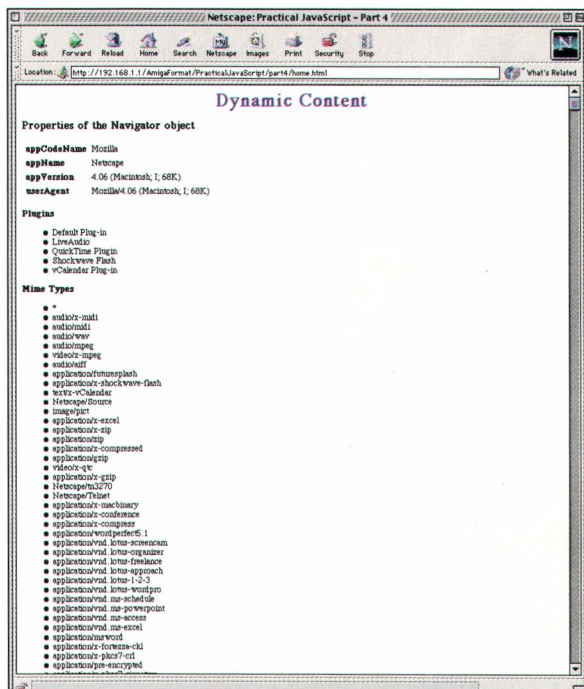 Netscape: Practical JavaScript - Part 4
Back Forward Reload Home Search Netscape Images Print Security Stop
Location: http://192.168.1.1/AmigaFormat/PracticalJavaScript/part4/home.html What's Related
Dynamic Content
Properties of the Navigator object
appCodeName Mozilla
appName Netscape
appVersion 4.06 (Macintosh; I; 68K)
userAgent Mozilla/4.06 (Macintosh; I; 68K)
Plugins
Default Plug-in
LiveAudio
QuickTime Plugin
Shockwave Flash
vCalendar Plug-in
Mime Types
*
audio/x-midi
audio/midi
audio/wav
audio/mpeg
video/x-mpeg
audio/aiff
application/futuresplash
application/x-shockwave-flash
text/x-vCalendar
Netscape/Source
image/pict
application/x-excel
application/x-zip
application/zip
application/x-compressed
application/gzip
video/x-qtc
application/x-gzip
Netscape/tn3270
Netscape/Telnet
application/x-macbinary
application/x-conference
application/x-compress
application/wordperfect5.1
application/vnd.lotus-screencam
application/vnd.lotus-organizer
application/vnd.lotus-freelance
application/vnd.lotus-approach
application/vnd.lotus-1-2-3
application/vnd.lotus-wordpro
application/vnd.ms-schedule
application/vnd.ms-powerpoint
application/vnd.ms-access
application/vnd.ms-excel
application/msword
application/x-fortezza-ckl
application/x-pkcs7-crl
application/pre-encrypted